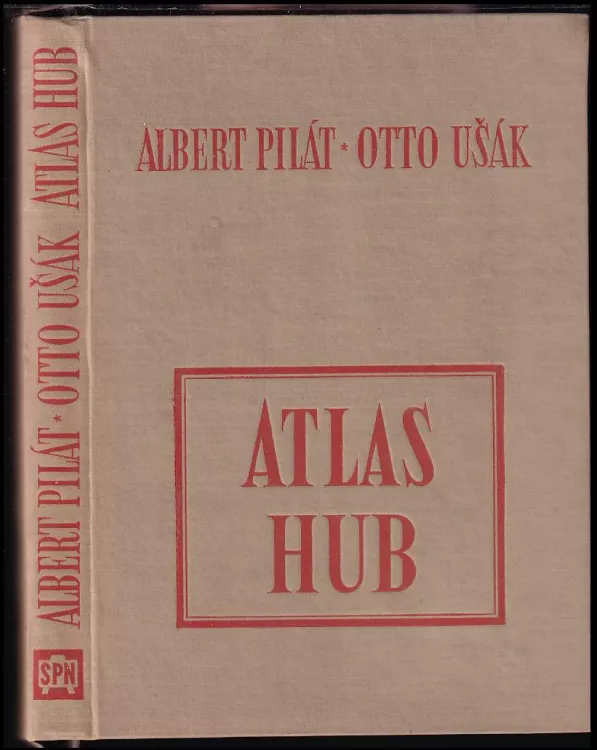 ALBERT PILÁT * OTTO UŠÁK
ATLAS
HUB
ALBERT PILÁT * OTTO UŠÁK ATLAS HUB
SPN